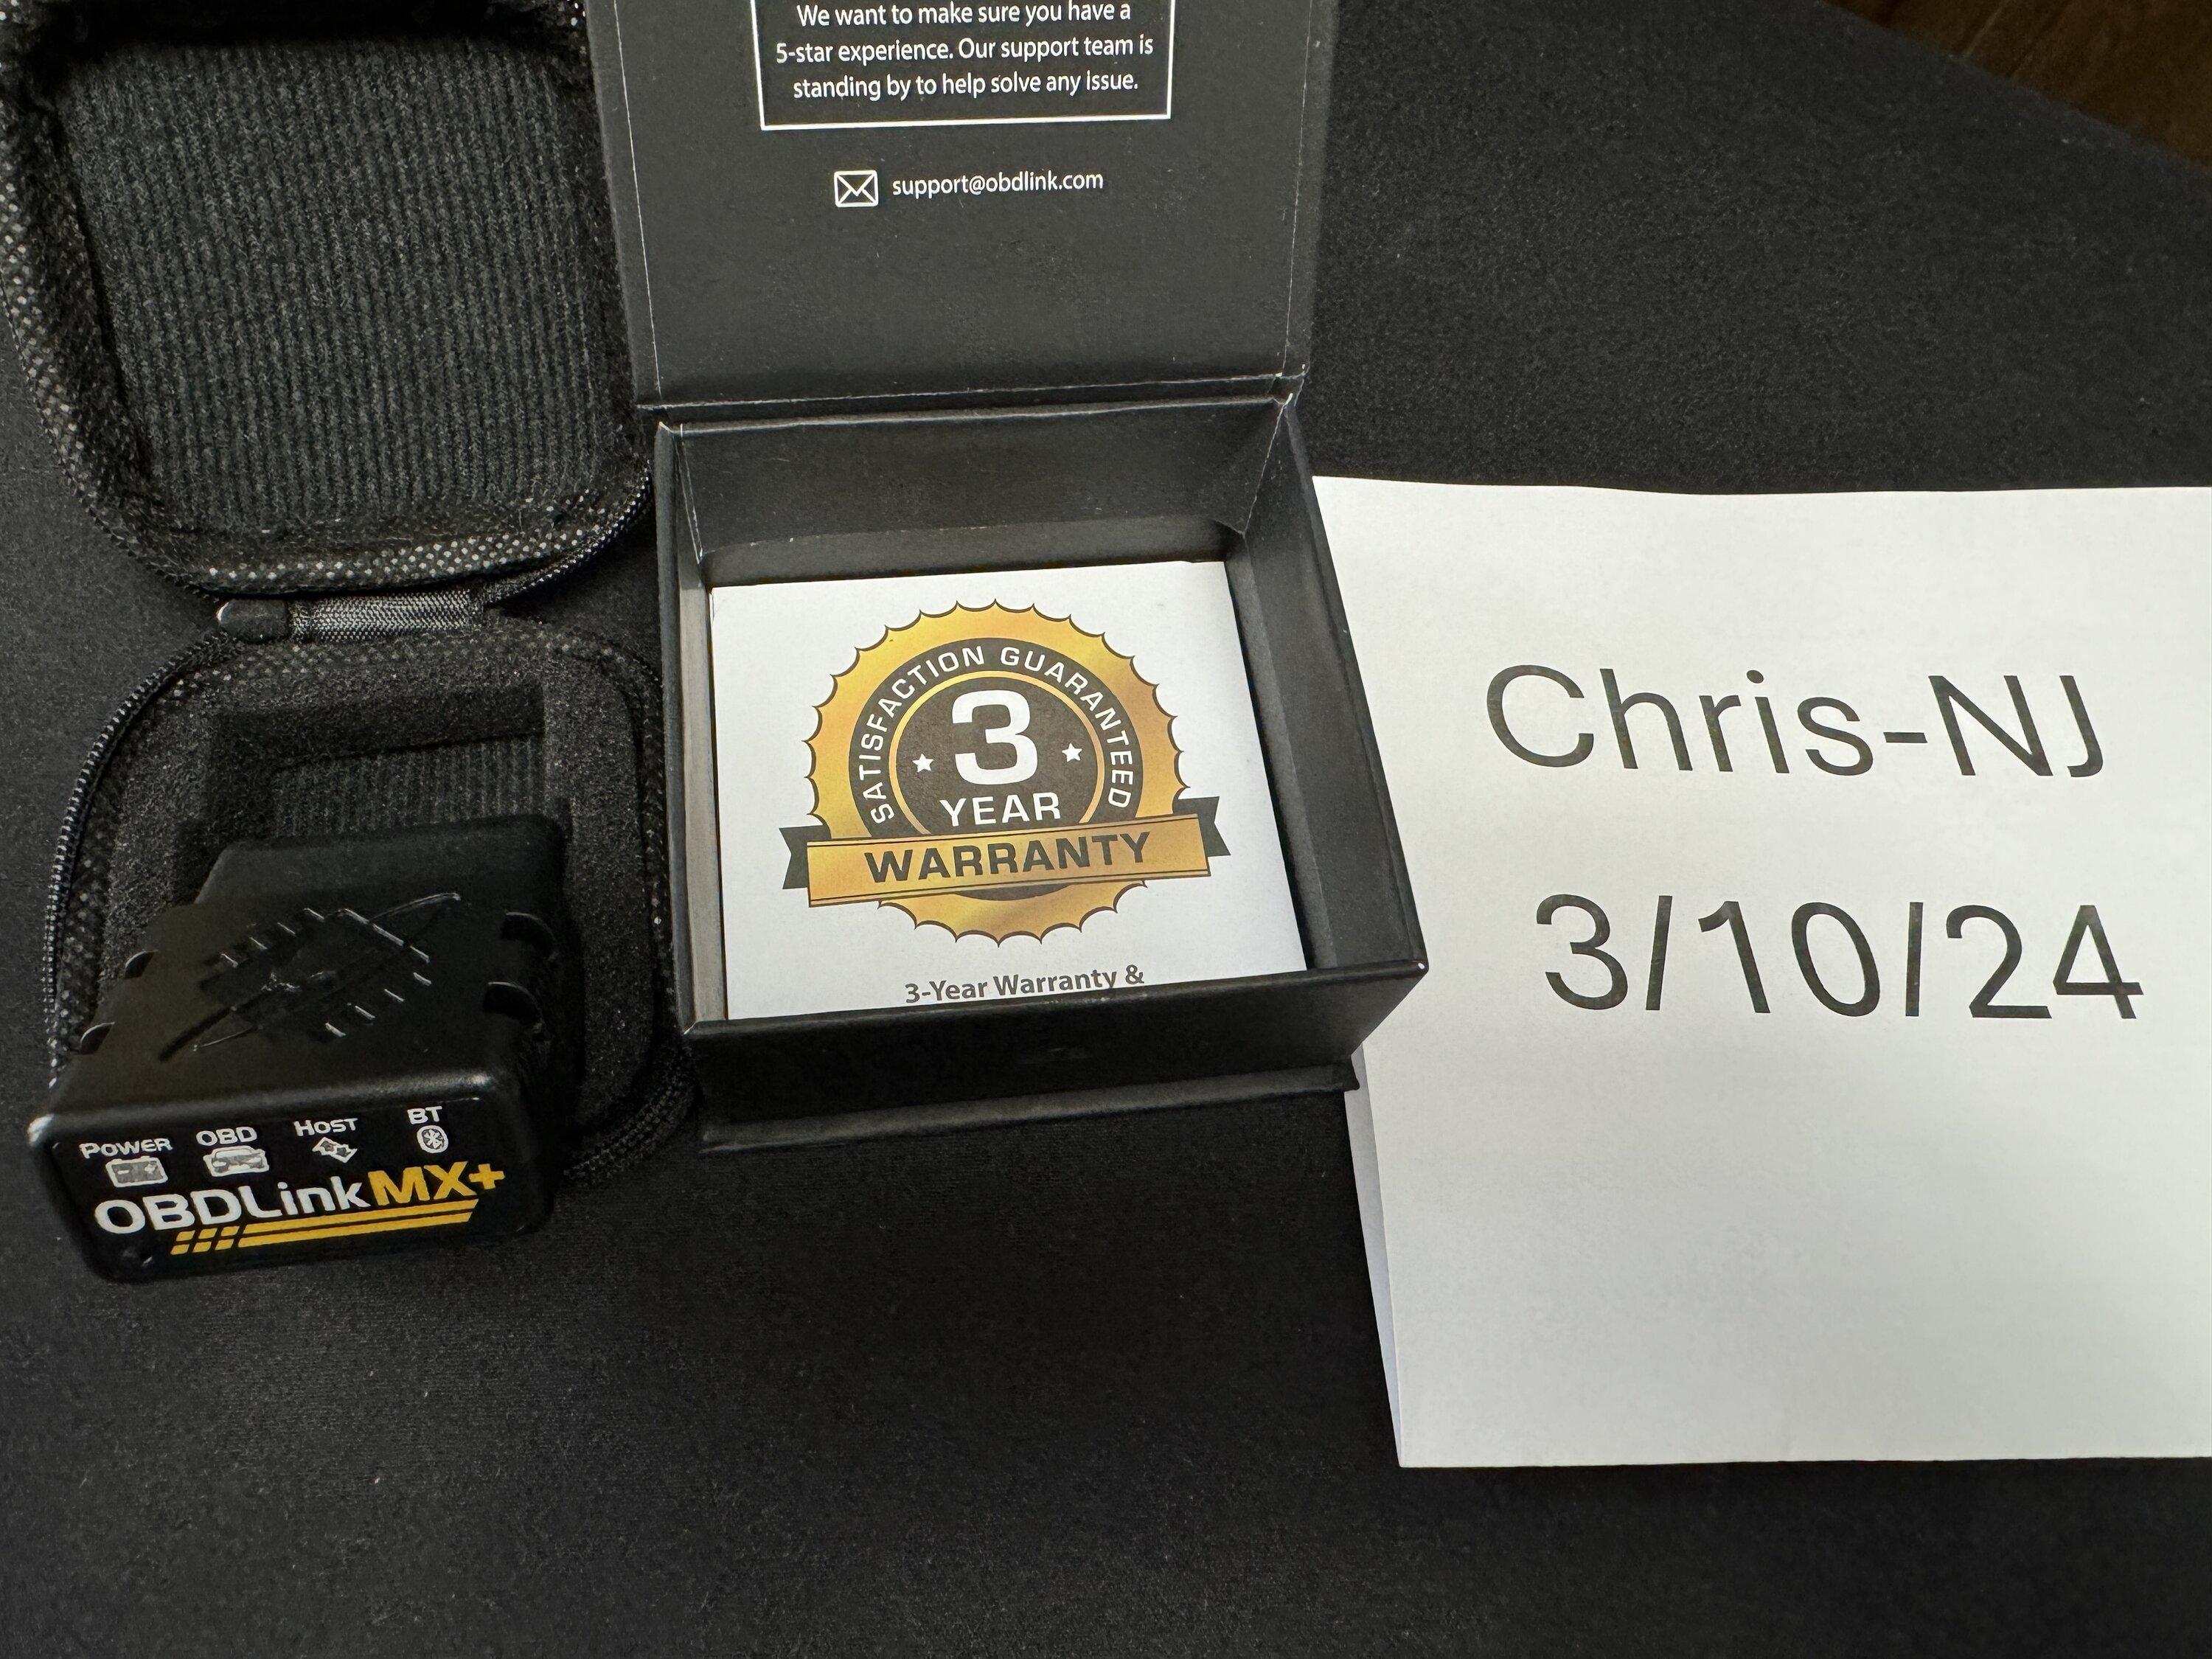 We want to make sure you have a
5-star experience. Our support team is
standing by to help solve any issue.
support@obdlink.com
SATISFACTION GUARANTEED
3
YEAR
WARRANTY
3-Year Warranty &
Chris-NJ
3/10/24
POWER OBD HOST BT
OBDLinkMX+